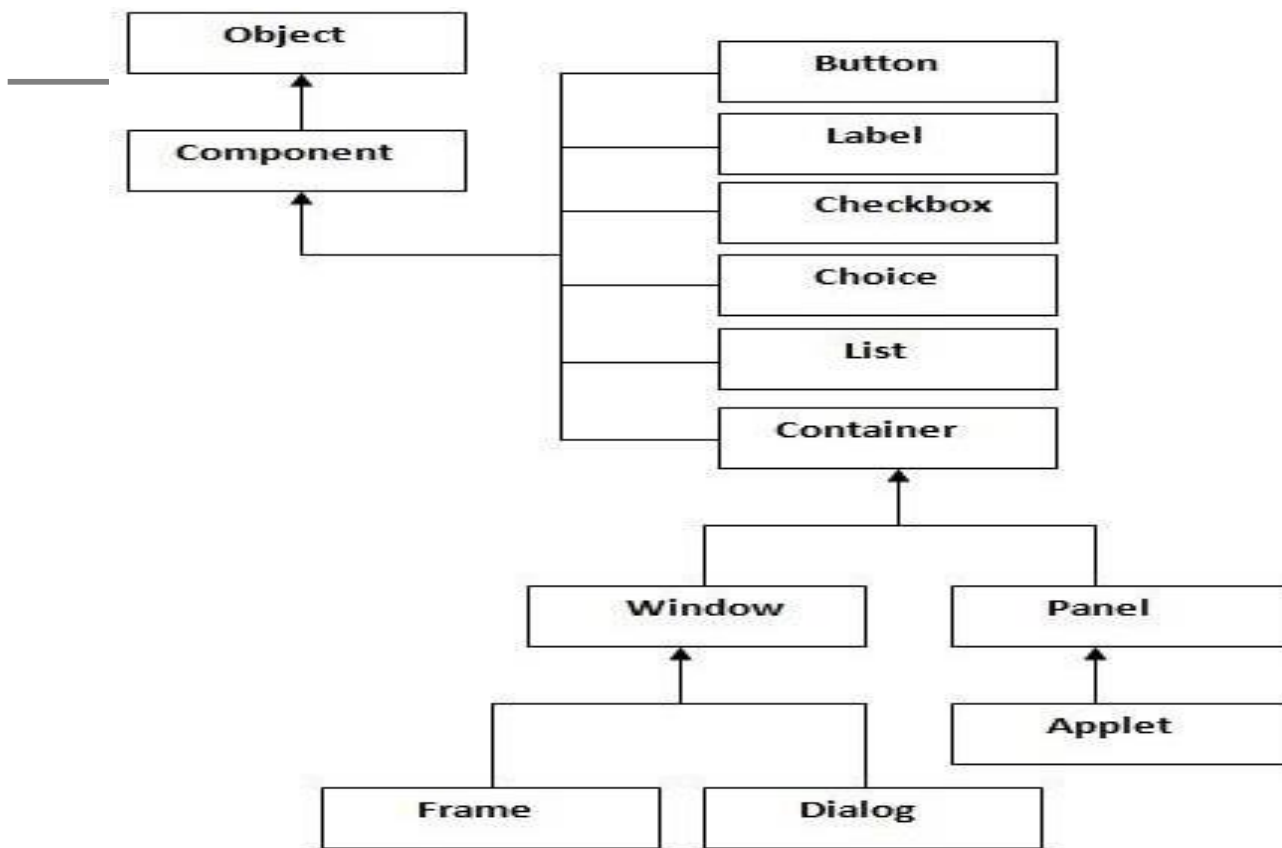 Object
Component
Button
Label
Checkbox
Choice
List
Container
Window
Panel
Applet
Frame
Dialog